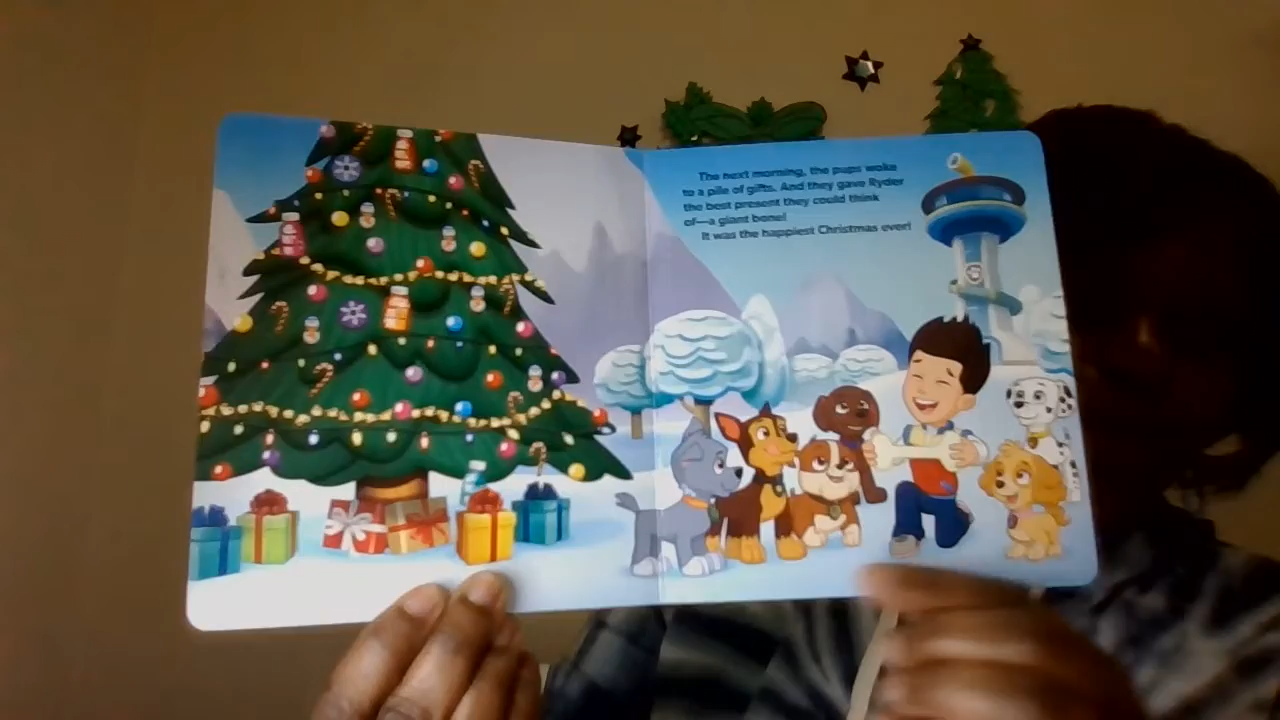 The next morning, the pups woke
to a pile of gifts. And they gave Ryder
the best present they could think
of—a giant bone!
It was the happiest Christmas ever!